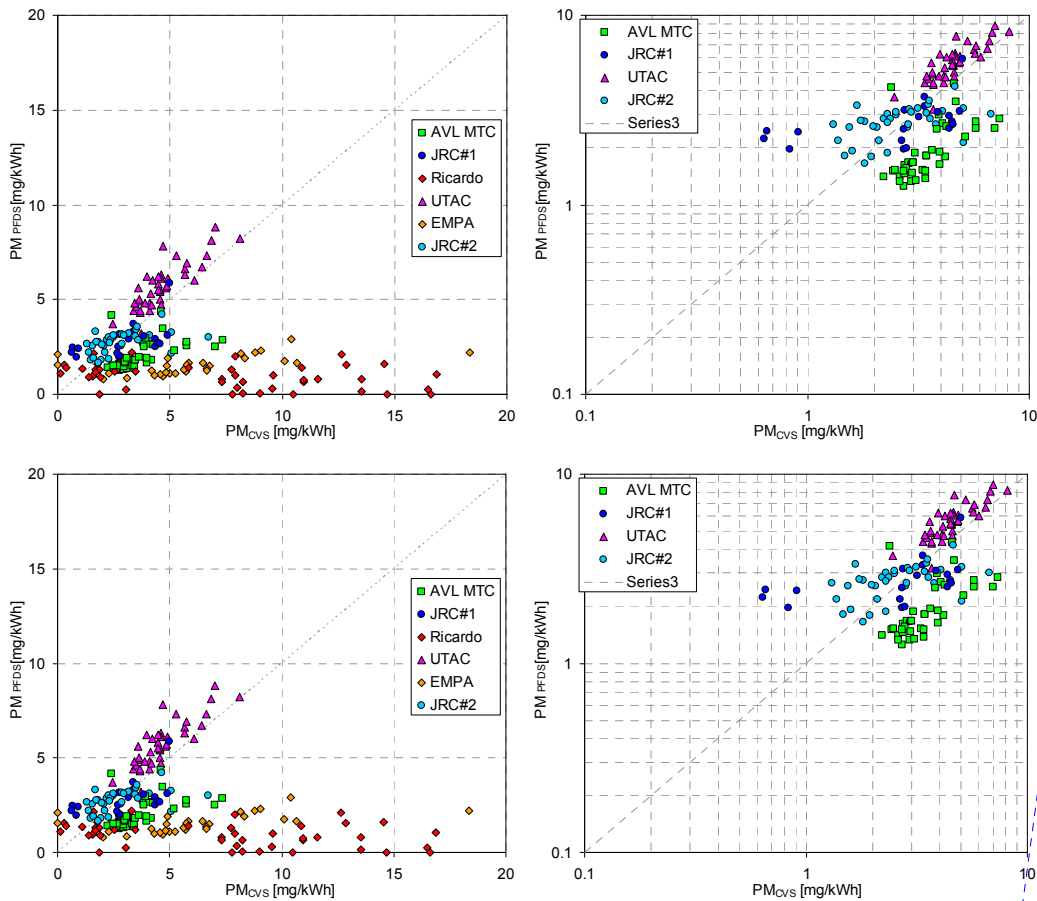 20
15
10
5
0
0
5
10
15
20
PM PFDS[mg/kWh]
PMCVS [mg/kWh]
AVL MTC
JRC#1
Ricardo
UTAC
EMPA
JRC#2
10
1
0.1
0.1
1
10
PM PFDS[mg/kWh]
PMCVS [mg/kWh]
AVL MTC
JRC#1
UTAC
JRC#2
Series3
20
15
10
5
0
0
5
10
15
20
PM PFDS[mg/kWh]
PMCVS [mg/kWh]
AVL MTC
JRC#1
Ricardo
UTAC
EMPA
JRC#2
10
1
0.1
0.1
1
10
PM PFDS[mg/kWh]
PMCVS [mg/kWh]
AVL MTC
JRC#1
UTAC
JRC#2
Series3